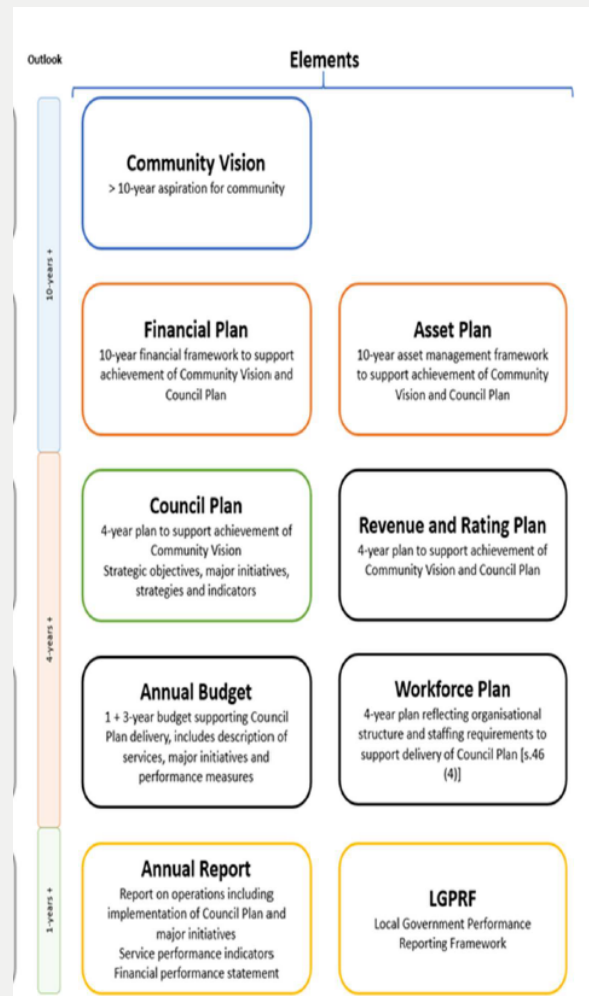 Outlook
Elements
10-years +
Community Vision
> 10-year aspiration for community
Financial Plan
10-year financial framework to support
achievement of Community Vision and
Council Plan
Asset Plan
10-year asset management framework
to support achievement of Community
Vision and Council Plan
4-years +
Council Plan
4-year plan to support achievement of
Community Vision
Strategic objectives, major initiatives,
strategies and indicators
Revenue and Rating Plan
4-year plan to support achievement of
Community Vision and Council Plan
Annual Budget
1 + 3-year budget supporting Council
Plan delivery, includes description of
services, major initiatives and
performance measures
Workforce Plan
4-year plan reflecting organisational
structure and staffing requirements to
support delivery of Council Plan [s.46
(4)]
1-years +
Annual Report
Report on operations including
implementation of Council Plan and
major initiatives
Service performance indicators
Financial performance statement
LGPRF
Local Government Performance
Reporting Framework